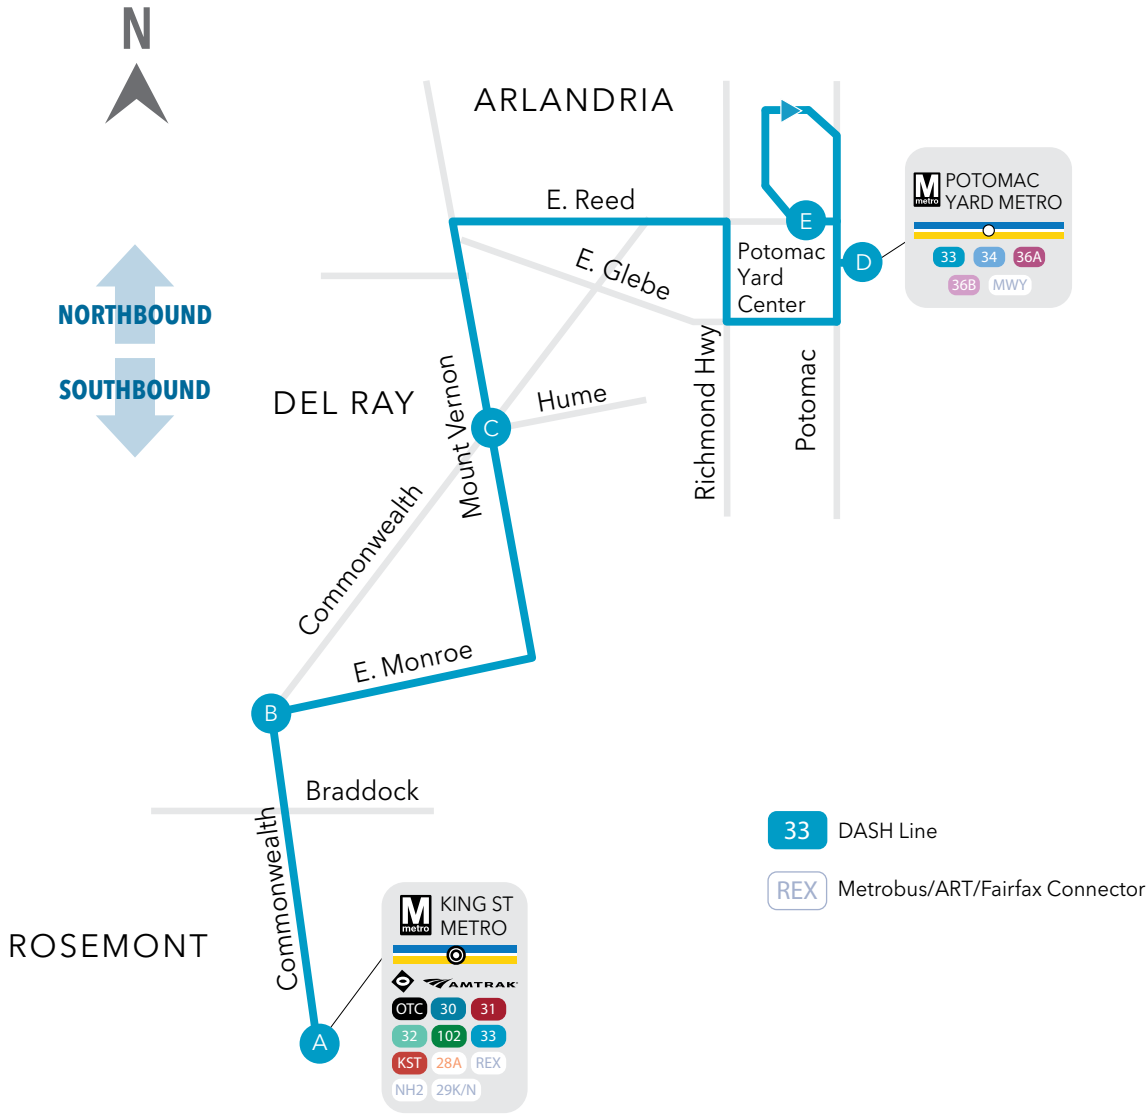 N
ARLANDRIA
E. Reed
E
M
metro
POTOMAC
YARD METRO
33 34 36A
36B MWY
D
Potomac
Yard
Center
E. Glebe
NORTHBOUND
SOUTHBOUND
DEL RAY
Mount Vernon
Hume
C
Richmond Hwy
Potomac
Commonwealth
E. Monroe
B
Braddock
Commonwealth
33 DASH Line
REX Metrobus/ART/Fairfax Connector
ROSEMONT
M
metro
KING ST
METRO
AMTRAK
OTC 30 31
32 102 33
KST 28A REX
NH2 29K/N
A